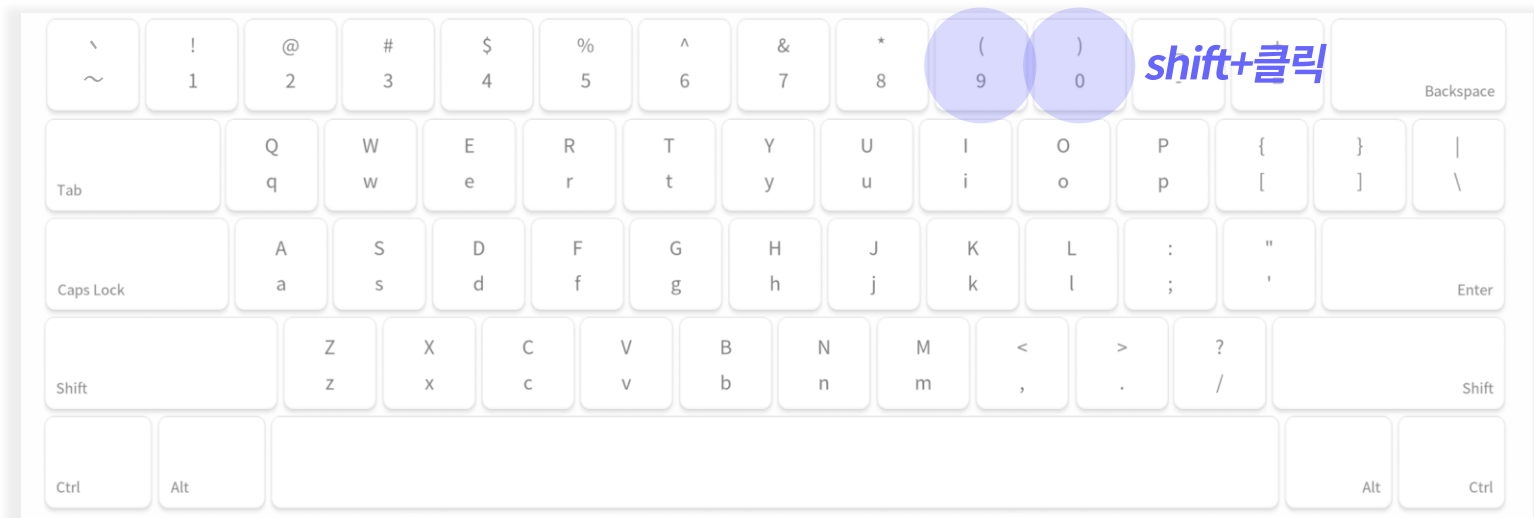 、 ! @ # $ % ^ & * ( ) shift+클릭
~ 1 2 3 4 5 6 7 8 9 0 - Backspace
Q W E R T Y U I O P { } |
Tab q w e r t y u i o p [ ] \
A S D F G H J K L : "
Caps Lock a s d f g h j k l ; ' Enter
Z X C V B N M < > ?
Shift z x c v b n m , . / Shift
Ctrl Alt Alt Ctrl